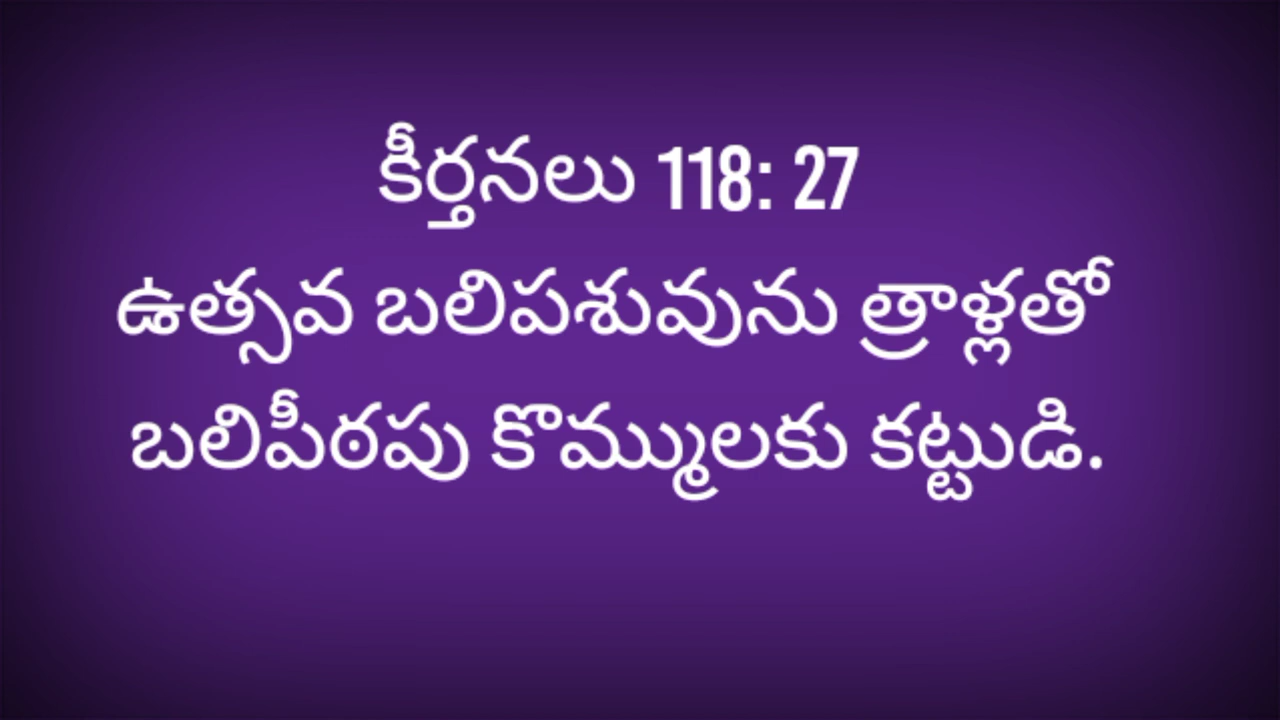 కీర్తనలు 118: 27
ఉత్సవ బలిపశువును త్రాళ్లతో
బలిపీఠపు కొమ్ములకు కట్టుడి.